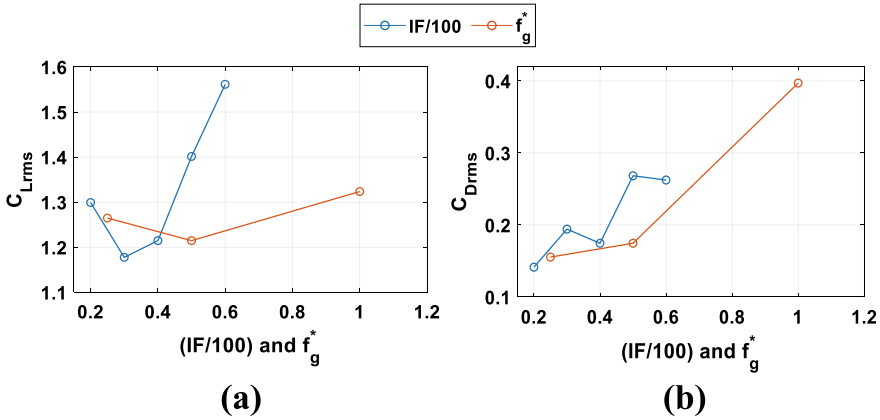 IF/100 f*g
1.6
1.5
1.4
1.3
1.2
1.1
CLrms
0.2 0.4 0.6 0.8 1 1.2
(IF/100) and f*g
(a)
0.4
0.3
0.2
0.1
CDrms
0.2 0.4 0.6 0.8 1 1.2
(IF/100) and f*g
(b)